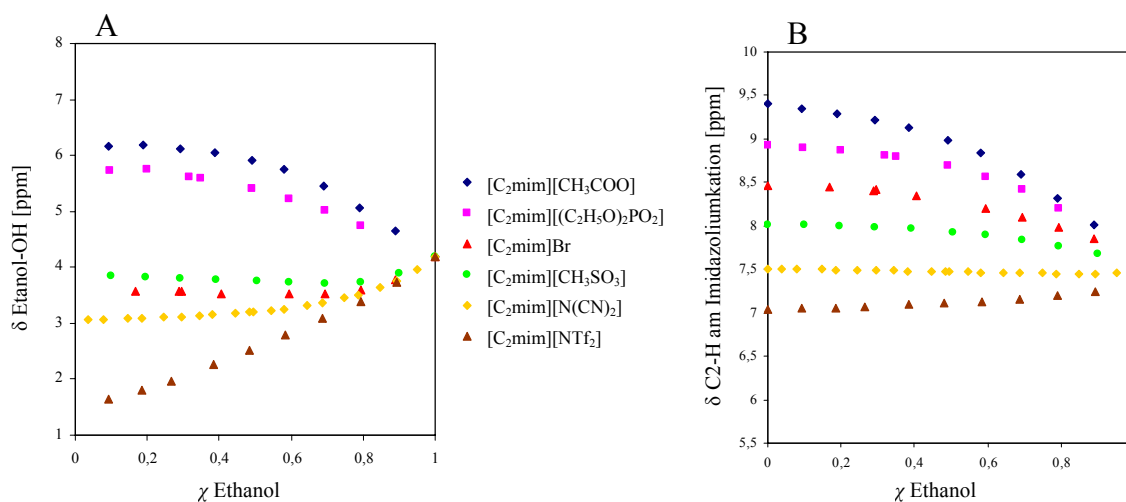 A
δ Etanol-OH [ppm]
8
7
6
5
4
3
2
1
0
0,2
0,4
0,6
0,8
1
χ Ethanol
[C₂mim][CH₃COO]
[C₂mim][(C₂H₅O)₂PO₂]
[C₂mim]Br
[C₂mim][CH₃SO₃]
[C₂mim][N(CN)₂]
[C₂mim][NTf₂]
B
δ C2-H am Imidazoliumkation [ppm]
10
9,5
9
8,5
8
7,5
7
6,5
6
5,5
0
0,2
0,4
0,6
0,8
χ Ethanol